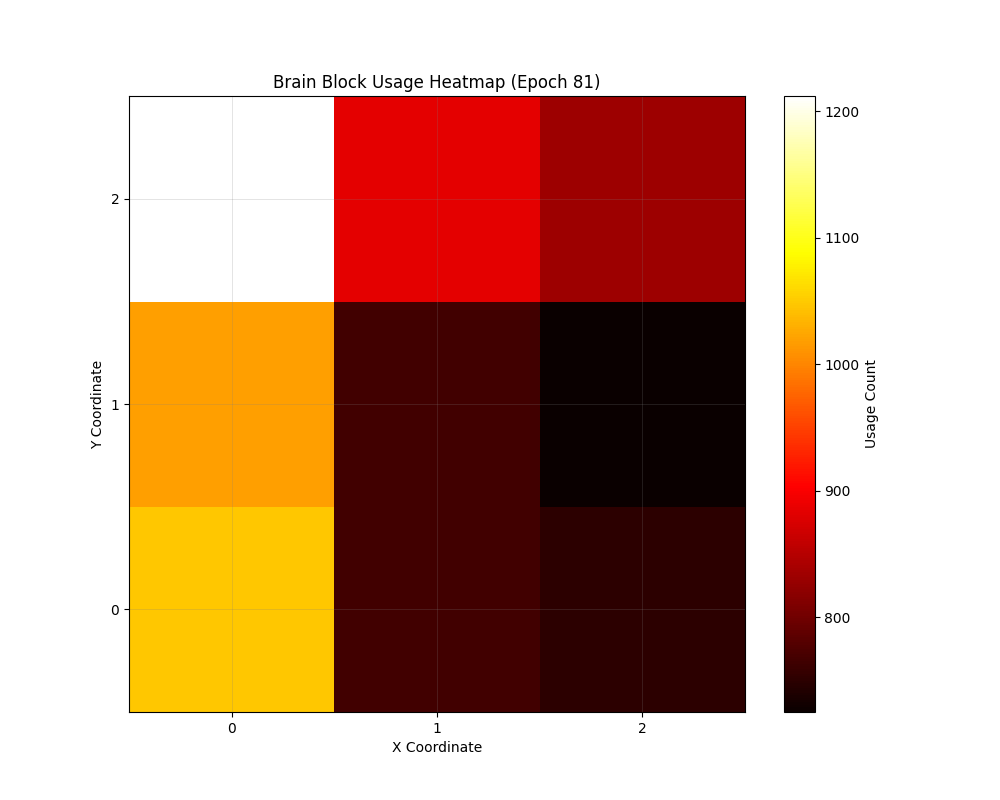 Brain Block Usage Heatmap (Epoch 81)
2
1
0
Y Coordinate
0 1 2
X Coordinate
1200
1100
1000
900
800
Usage Count